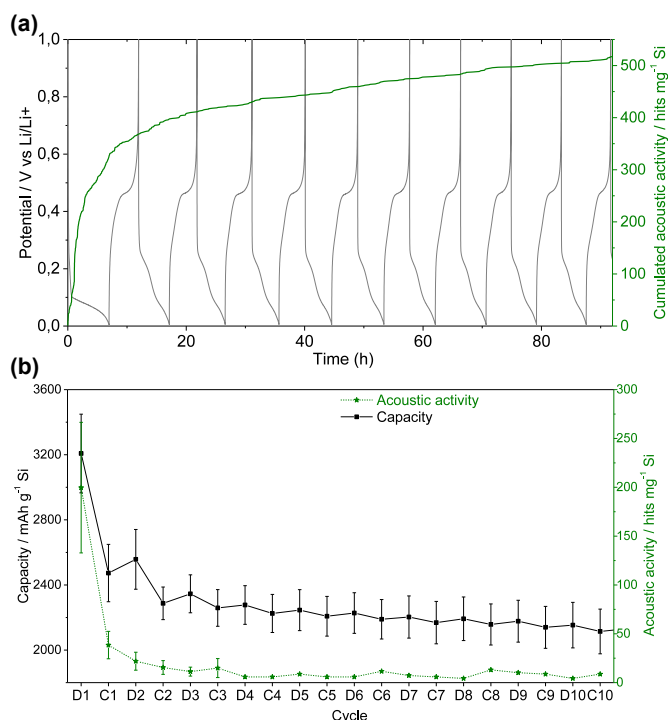 (a)
1,0
0,8
0,6
0,4
0,2
0,0
Potential / V vs Li/Li+
500
400
300
200
100
0
Cumulated acoustic activity / hits mg⁻¹ Si
0 20 40 60 80
Time (h)
(b)
3600
3200
2800
2400
2000
Capacity / mAh g⁻¹ Si
Acoustic activity
Capacity
300
250
200
150
100
50
0
Acoustic activity / hits mg⁻¹ Si
D1 C1 D2 C2 D3 C3 D4 C4 D5 C5 D6 C6 D7 C7 D8 C8 D9 C9 D10 C10
Cycle